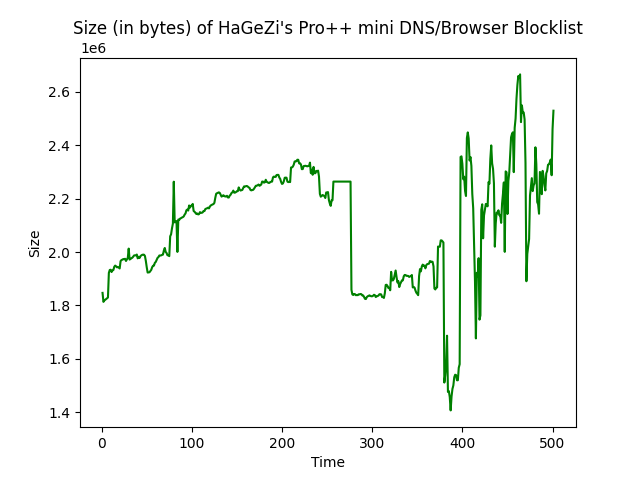 Size (in bytes) of HaGeZi's Pro++ mini DNS/Browser Blocklist
1e6
2.6
2.4
2.2
2.0
1.8
1.6
1.4
Size
0 100 200 300 400 500
Time